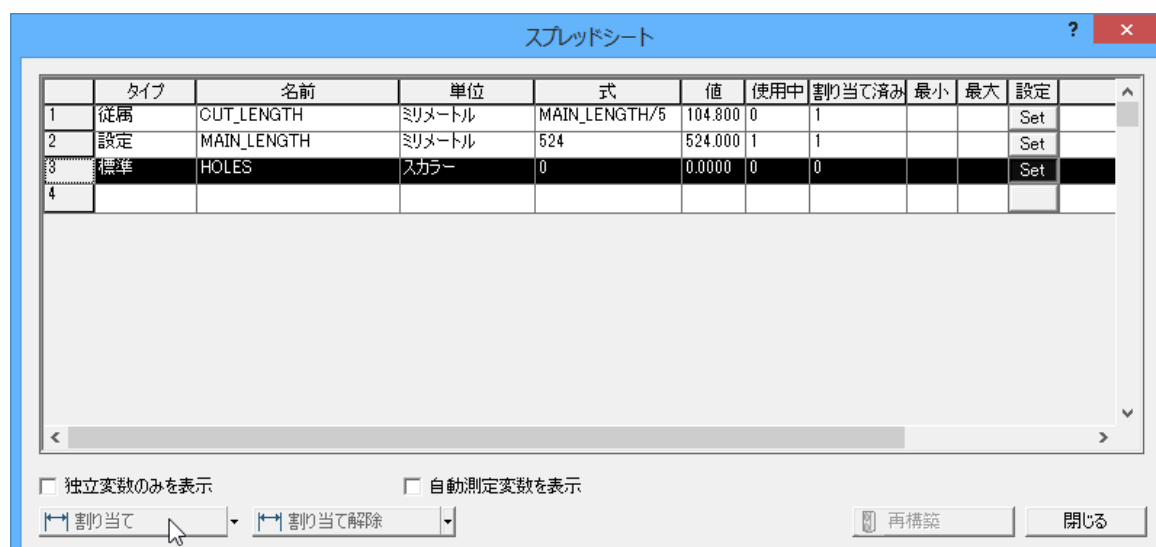 スプレッドシート
? ×
タイプ 名前 単位 式 値 使用中 割り当て済み 最小 最大 設定
1 従属 CUT_LENGTH ミリメートル MAIN_LENGTH/5 104.800 0 1 Set
2 設定 MAIN_LENGTH ミリメートル 524 524.000 1 1 Set
3 標準 HOLES スカラー 0 0.0000 0 0 Set
4
独立変数のみを表示 自動測定変数を表示
割り当て 割り当て解除 再構築 閉じる